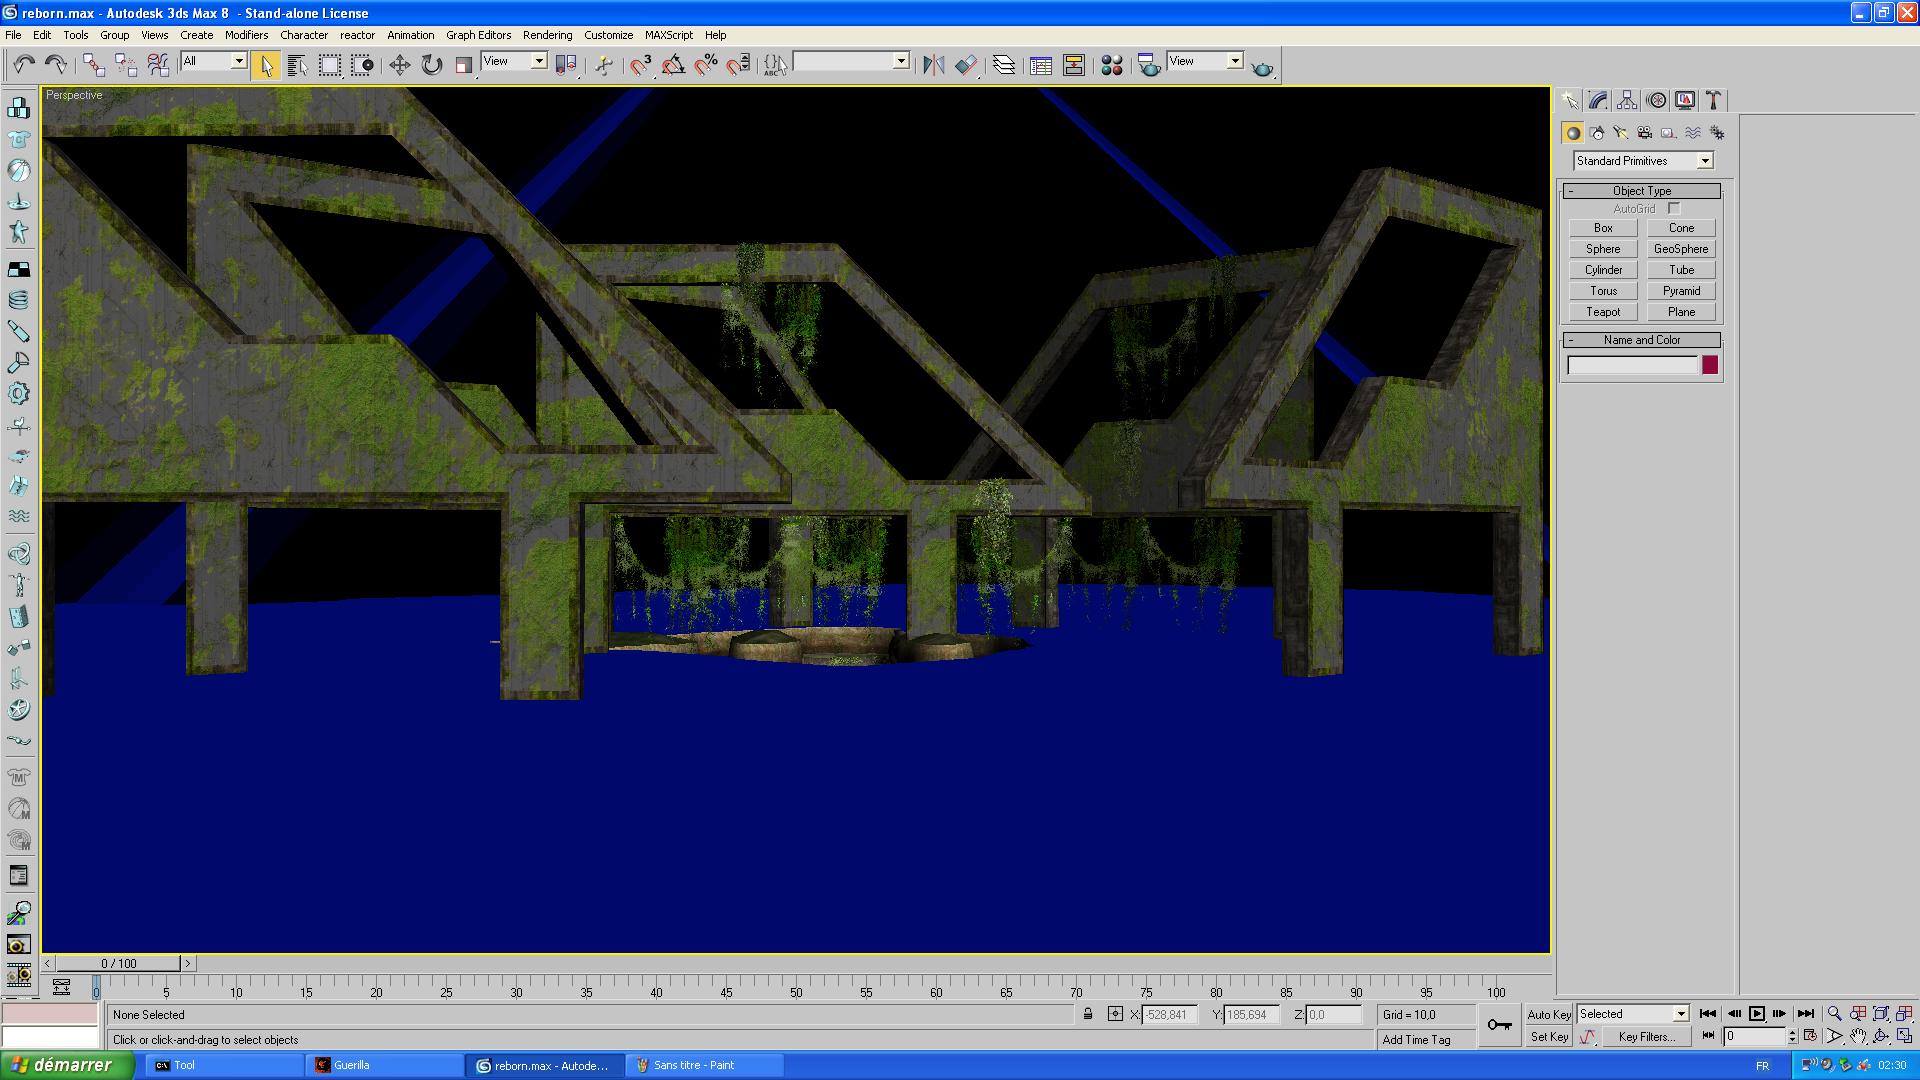 reborn.max - Autodesk 3ds Max 8 - Stand-alone License
File Edit Tools Group Views Create Modifiers Character reactor Animation Graph Editors Rendering Customize MAXScript Help
All View 3 % ABC View
Perspective
Standard Primitives
- Object Type
AutoGrid
Box Cone
Sphere GeoSphere
Cylinder Tube
Torus Pyramid
Teapot Plane
- Name and Color
M
M
M
< 0 / 100 >
0 5 10 15 20 25 30 35 40 45 50 55 60 65 70 75 80 85 90 95 100
None Selected X: -528,841 Y: 185,694 Z: 0,0 Grid = 10,0 Auto Key Selected
Click or click-and-drag to select objects Add Time Tag Set Key Key Filters... 0
démarrer Tool Guerilla reborn.max - Autode... Sans titre - Paint FR 02:30